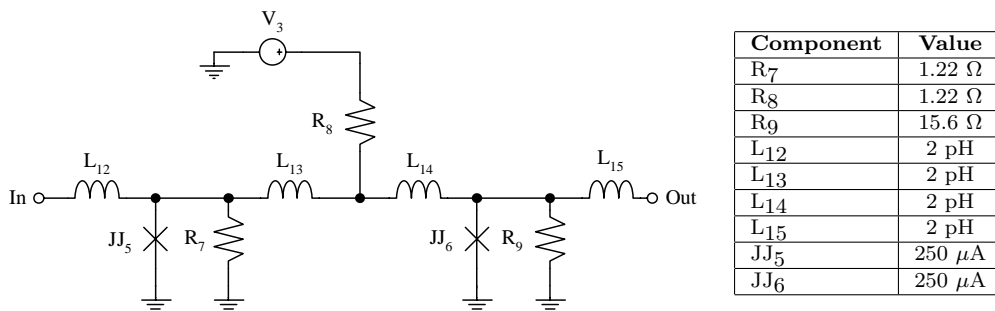 V3
R8
L12
L13
L14
L15
In
Out
JJ5
R7
JJ6
R9
Component Value
R7 1.22 Ω
R8 1.22 Ω
R9 15.6 Ω
L12 2 pH
L13 2 pH
L14 2 pH
L15 2 pH
JJ5 250 μA
JJ6 250 μA